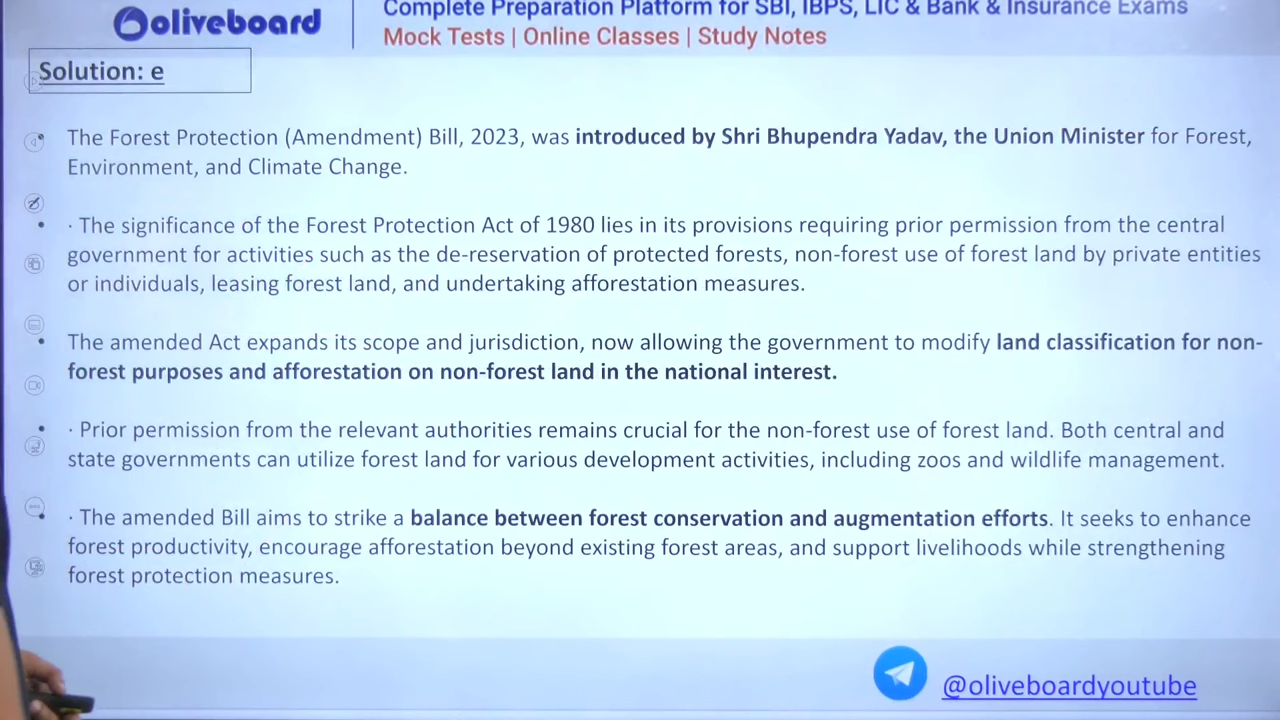 oliveboard
Complete Preparation Platform for SBI, IBPS, LIC & Bank & Insurance Exams
Mock Tests | Online Classes | Study Notes
Solution: e
• The Forest Protection (Amendment) Bill, 2023, was introduced by Shri Bhupendra Yadav, the Union Minister for Forest,
Environment, and Climate Change.
• · The significance of the Forest Protection Act of 1980 lies in its provisions requiring prior permission from the central
government for activities such as the de-reservation of protected forests, non-forest use of forest land by private entities
or individuals, leasing forest land, and undertaking afforestation measures.
• The amended Act expands its scope and jurisdiction, now allowing the government to modify land classification for non-
forest purposes and afforestation on non-forest land in the national interest.
• · Prior permission from the relevant authorities remains crucial for the non-forest use of forest land. Both central and
state governments can utilize forest land for various development activities, including zoos and wildlife management.
• · The amended Bill aims to strike a balance between forest conservation and augmentation efforts. It seeks to enhance
forest productivity, encourage afforestation beyond existing forest areas, and support livelihoods while strengthening
forest protection measures.
@oliveboardyoutube